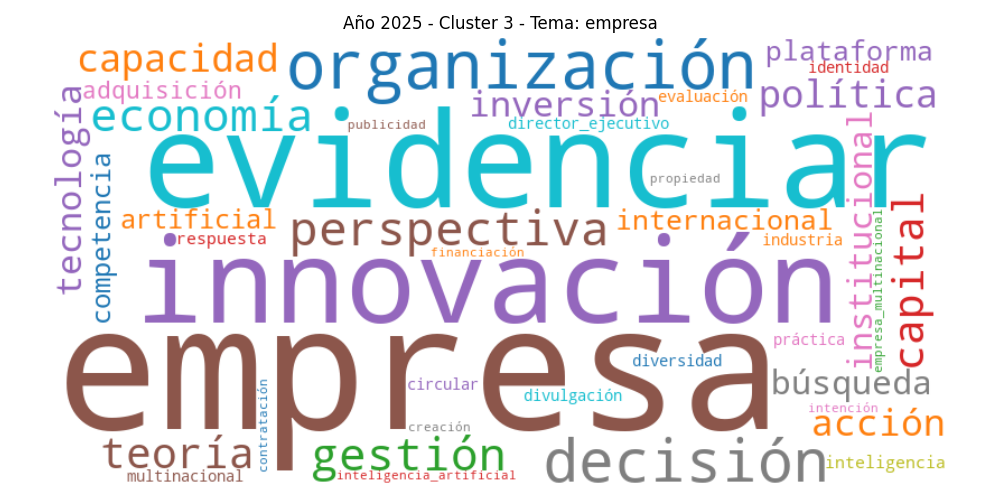 Año 2025 - Cluster 3 - Tema: empresa
capacidad
organización
plataforma
identidad
adquisición
tecnología
economía
inversión
evaluación
política
publicidad
director_ejecutivo
evidenciar
propiedad
competencia
artificial
respuesta
perspectiva
internacional
financiación
industria
institucional
empresa_multinacional
capital
innovación
práctica
empresa
diversidad
circular
divulgación
búsqueda
intención
acción
contratación
creación
teoría
gestión
decisión
inteligencia
multinacional
inteligencia_artificial